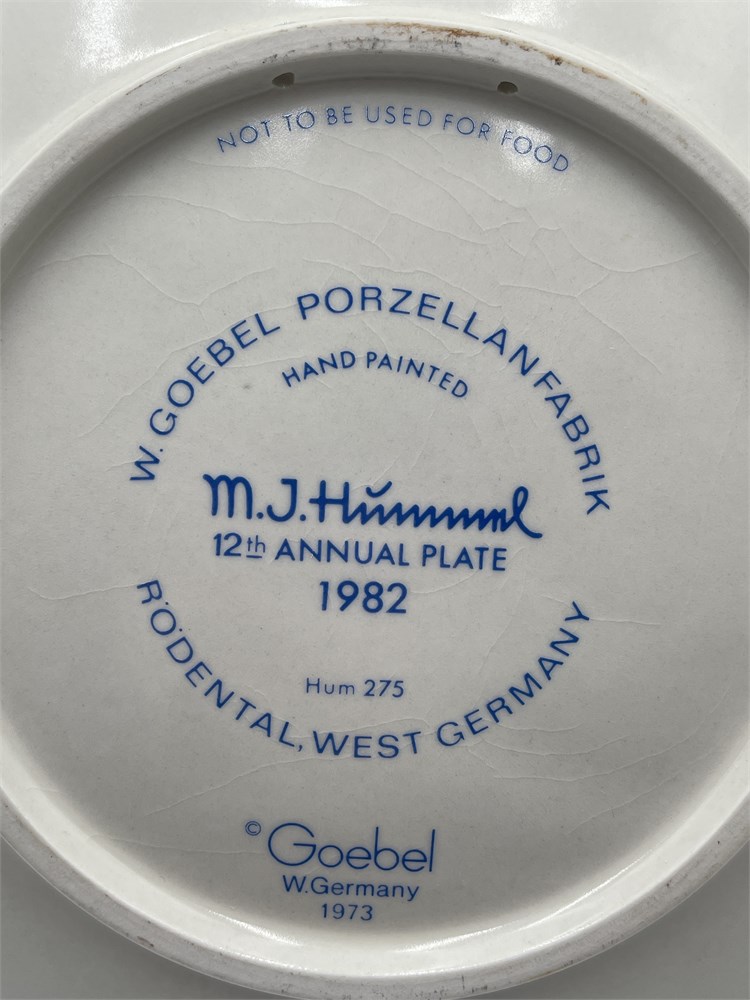 NOT TO BE USED FOR FOOD
W. GOEBEL PORZELLANFABRIK
HAND PAINTED
M.J. Hummel
12th ANNUAL PLATE
1982
Hum 275
RÖDENTAL, WEST GERMANY
© Goebel
W.Germany
1973